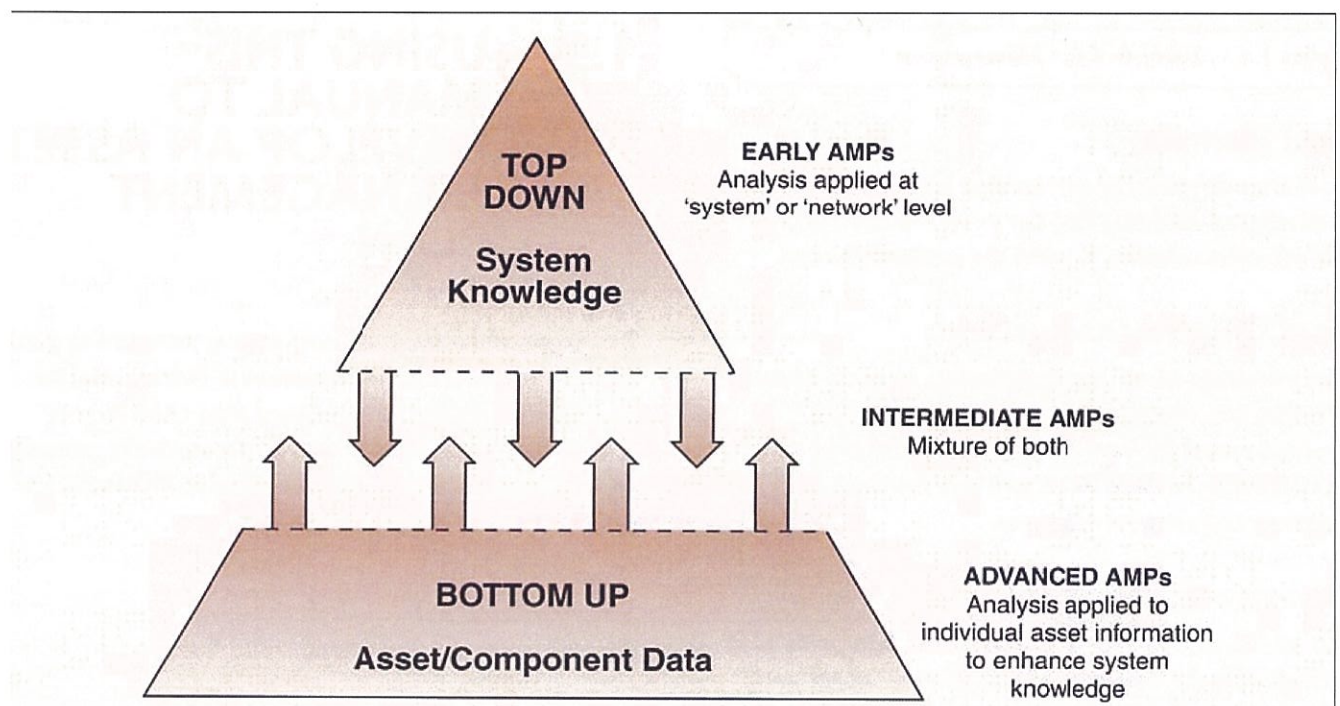 TOP
DOWN
System
Knowledge
EARLY AMPs
Analysis applied at
‘system’ or ‘network’ level
INTERMEDIATE AMPs
Mixture of both
BOTTOM UP
Asset/Component Data
ADVANCED AMPs
Analysis applied to
individual asset information
to enhance system
knowledge